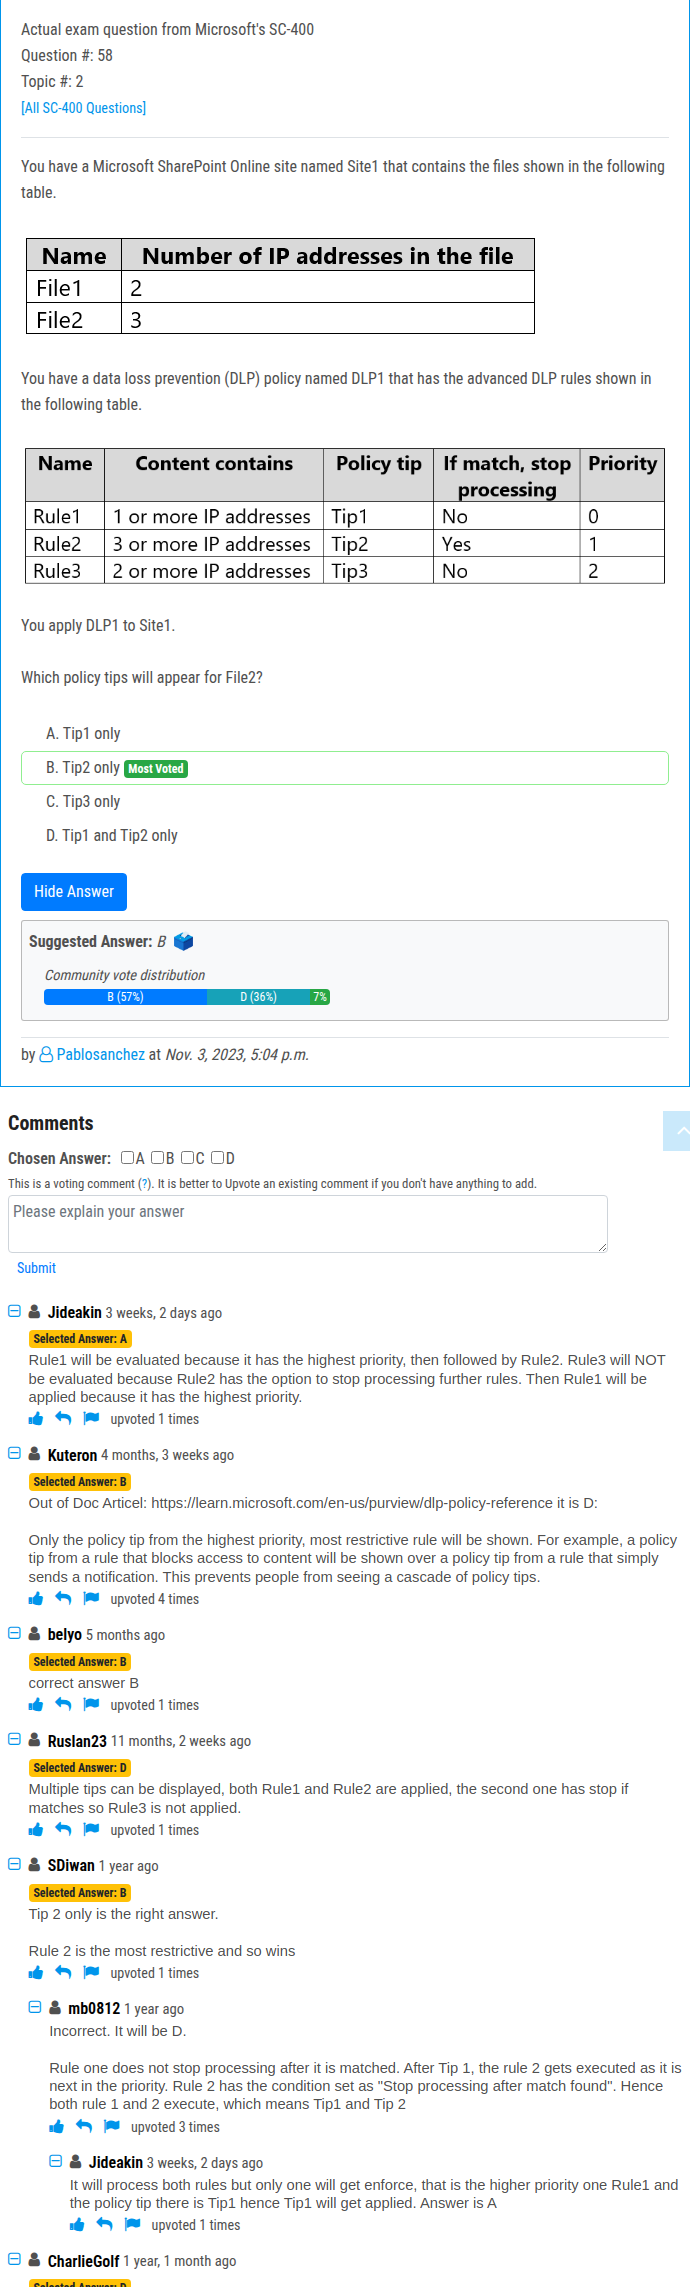 Actual exam question from Microsoft's SC-400
Question #: 58
Topic #: 2
[All SC-400 Questions]
You have a Microsoft SharePoint Online site named Site1 that contains the files shown in the following
table.
Name Number of IP addresses in the file
File1 2
File2 3
You have a data loss prevention (DLP) policy named DLP1 that has the advanced DLP rules shown in
the following table.
Name Content contains Policy tip If match, stop processing Priority
Rule1 1 or more IP addresses Tip1 No 0
Rule2 3 or more IP addresses Tip2 Yes 1
Rule3 2 or more IP addresses Tip3 No 2
You apply DLP1 to Site1.
Which policy tips will appear for File2?
A. Tip1 only
B. Tip2 only Most Voted
C. Tip3 only
D. Tip1 and Tip2 only
Hide Answer
Suggested Answer: B
Community vote distribution
B (57%) D (36%) 7%
by Pablosanchez at Nov. 3, 2023, 5:04 p.m.
Comments
Chosen Answer: A B C D
This is a voting comment (?). It is better to Upvote an existing comment if you don't have anything to add.
Please explain your answer
Submit
Jideakin 3 weeks, 2 days ago
Selected Answer: A
Rule1 will be evaluated because it has the highest priority, then followed by Rule2. Rule3 will NOT
be evaluated because Rule2 has the option to stop processing further rules. Then Rule1 will be
applied because it has the highest priority.
upvoted 1 times
Kuteron 4 months, 3 weeks ago
Selected Answer: B
Out of Doc Articel: https://learn.microsoft.com/en-us/purview/dlp-policy-reference it is D:
Only the policy tip from the highest priority, most restrictive rule will be shown. For example, a policy
tip from a rule that blocks access to content will be shown over a policy tip from a rule that simply
sends a notification. This prevents people from seeing a cascade of policy tips.
upvoted 4 times
belyo 5 months ago
Selected Answer: B
correct answer B
upvoted 1 times
Ruslan23 11 months, 2 weeks ago
Selected Answer: D
Multiple tips can be displayed, both Rule1 and Rule2 are applied, the second one has stop if
matches so Rule3 is not applied.
upvoted 1 times
SDiwan 1 year ago
Selected Answer: B
Tip 2 only is the right answer.
Rule 2 is the most restrictive and so wins
upvoted 1 times
mb0812 1 year ago
Incorrect. It will be D.
Rule one does not stop processing after it is matched. After Tip 1, the rule 2 gets executed as it is
next in the priority. Rule 2 has the condition set as "Stop processing after match found". Hence
both rule 1 and 2 execute, which means Tip1 and Tip 2
upvoted 3 times
Jideakin 3 weeks, 2 days ago
It will process both rules but only one will get enforce, that is the higher priority one Rule1 and
the policy tip there is Tip1 hence Tip1 will get applied. Answer is A
upvoted 1 times
CharlieGolf 1 year, 1 month ago